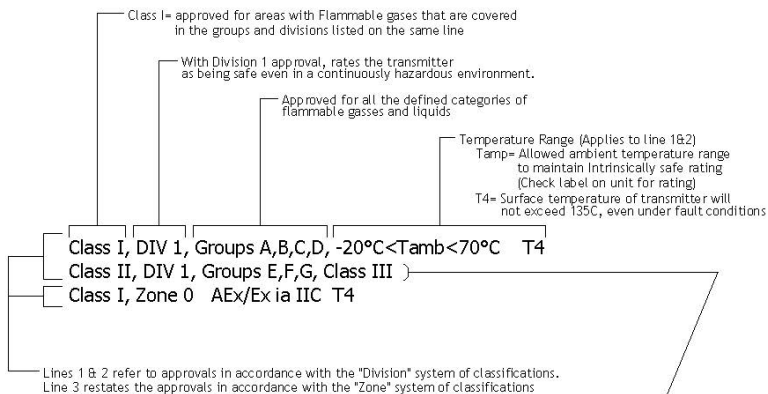 Class I= approved for areas with Flammable gases that are covered
in the groups and divisions listed on the same line
With Division 1 approval, rates the transmitter
as being safe even in a continuously hazardous environment.
Approved for all the defined categories of
flammable gasses and liquids
Temperature Range (Applies to line 1&2)
Tamp= Allowed ambient temperature range
to maintain Intrinsically safe rating
(Check label on unit for rating)
T4= Surface temperature of transmitter will
not exceed 135C, even under fault conditions
Class I, DIV 1, Groups A,B,C,D, -20°C<Tamb<70°C T4
Class II, DIV 1, Groups E,F,G, Class III
Class I, Zone 0 AEx/Ex ia IIC T4
Lines 1 & 2 refer to approvals in accordance with the "Division" system of classifications.
Line 3 restates the approvals in accordance with the "Zone" system of classifications